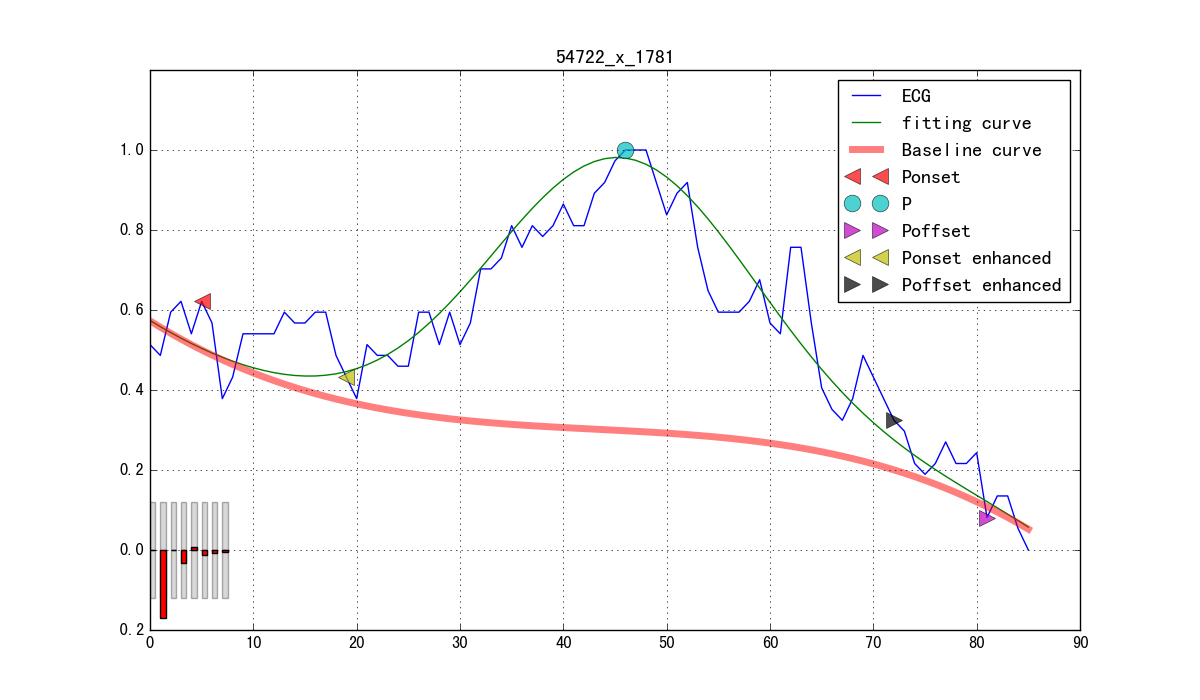 54722_x_1781
ECG
fitting curve
Baseline curve
Ponset
P
Poffset
Ponset enhanced
Poffset enhanced
1.0
0.8
0.6
0.4
0.2
0.0
0.2
0 10 20 30 40 50 60 70 80 90